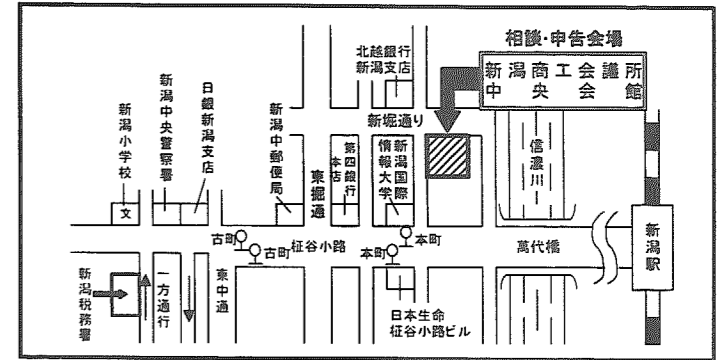 相談・申告会場
新潟商工会議所
中央会会館
北越銀行
新潟支店
新堀通り
新潟小学校
新潟中央警察署
日銀新潟支店
新潟中郵便局
東堀通
第四銀行
本店
新潟国際
情報大学
信濃川
文
古町
古町
柾谷小路
本町
本町
萬代橋
新潟駅
新潟税務署
一方通行
東中通
日本生命
柾谷小路ビル